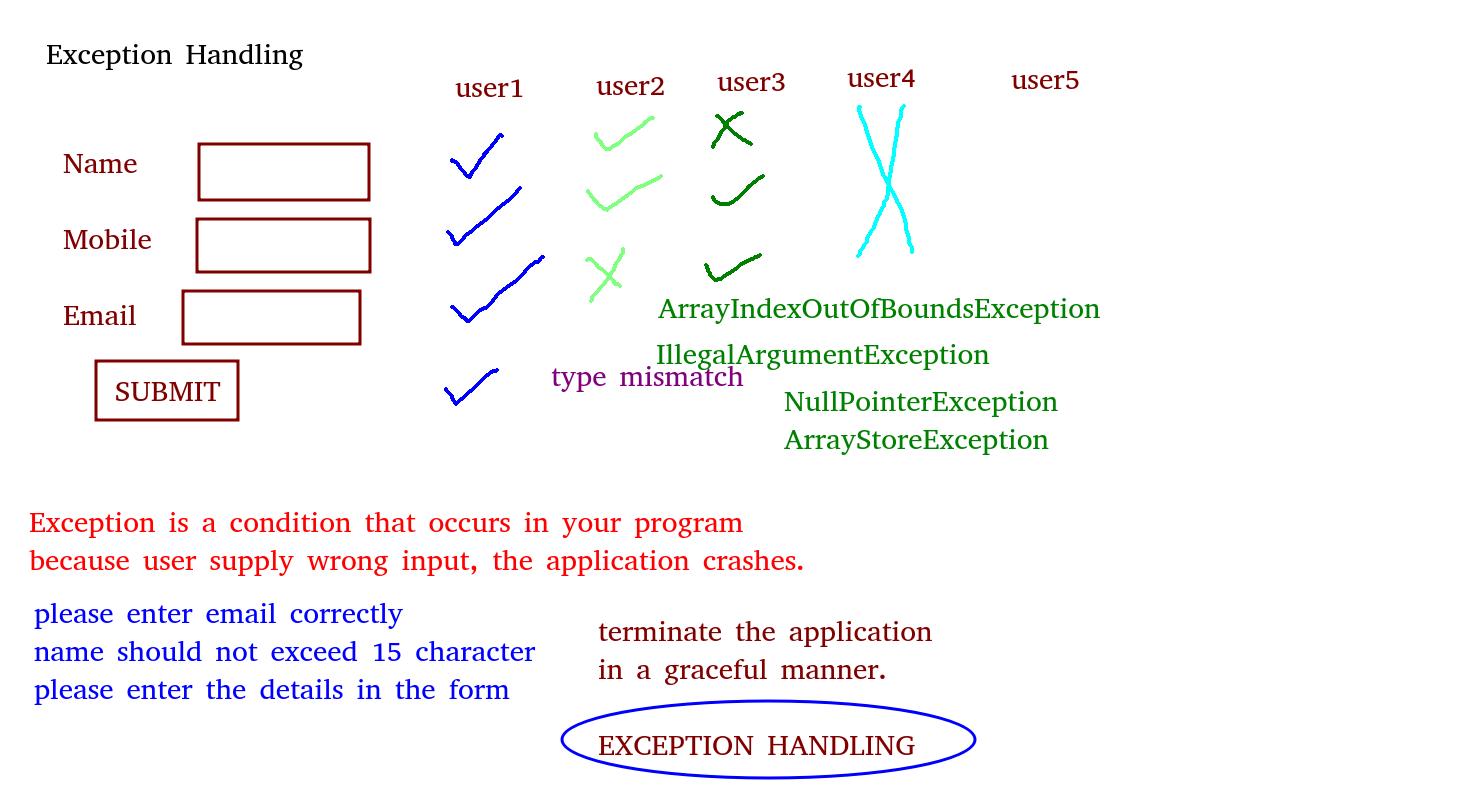 Exception Handling
user1 user2 user3 user4 user5
Name
Mobile
Email
ArrayIndexOutOfBoundsException
IllegalArgumentException
type mismatch
SUBMIT
NullPointerException
ArrayStoreException
Exception is a condition that occurs in your program
because user supply wrong input, the application crashes.
please enter email correctly
name should not exceed 15 character
please enter the details in the form
terminate the application
in a graceful manner.
EXCEPTION HANDLING